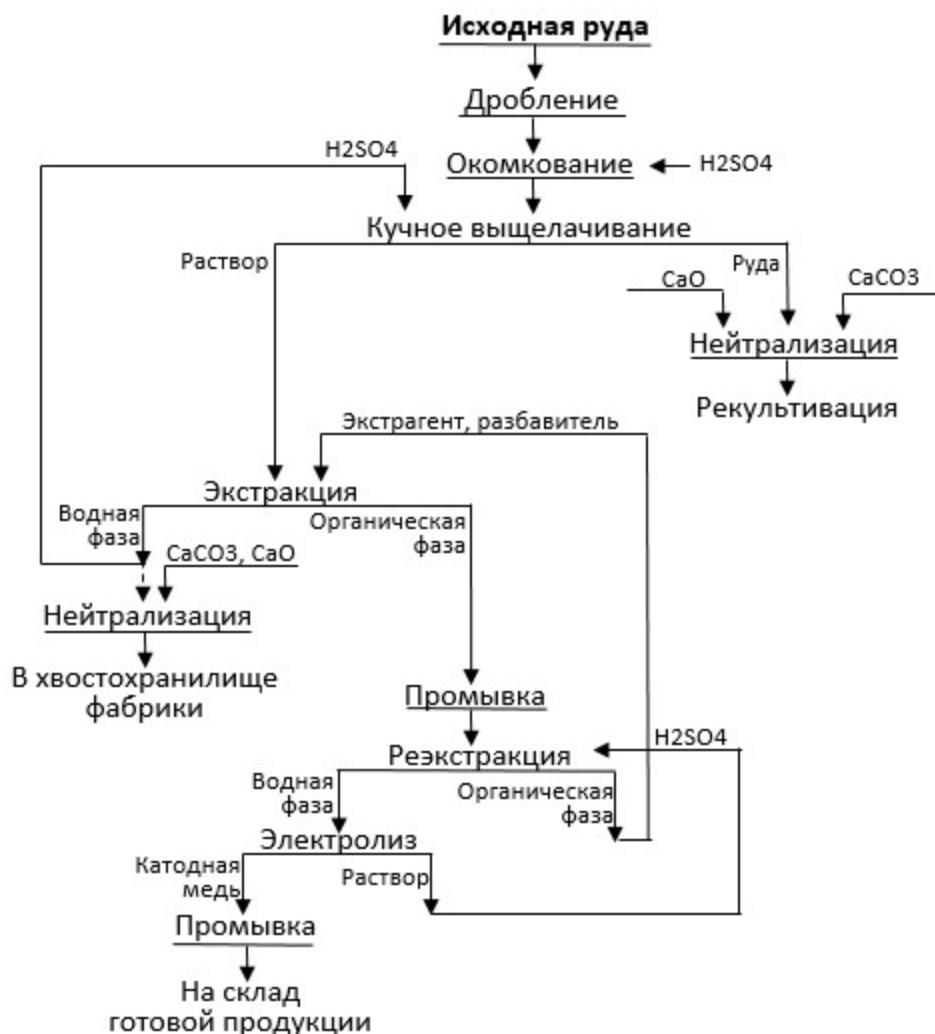 Исходная руда
Дробление
Окомкование
H2SO4
H2SO4
Кучное выщелачивание
Раствор
Руда
CaO
CaCO3
Нейтрализация
Рекультивация
Экстрагент, разбавитель
Экстракция
Водная
фаза
Органическая
фаза
CaCO3, CaO
Нейтрализация
В хвостохранилище
фабрики
Промывка
H2SO4
Реэкстракция
Водная
фаза
Органическая
фаза
Электролиз
Катодная
медь
Раствор
Промывка
На склад
готовой продукции